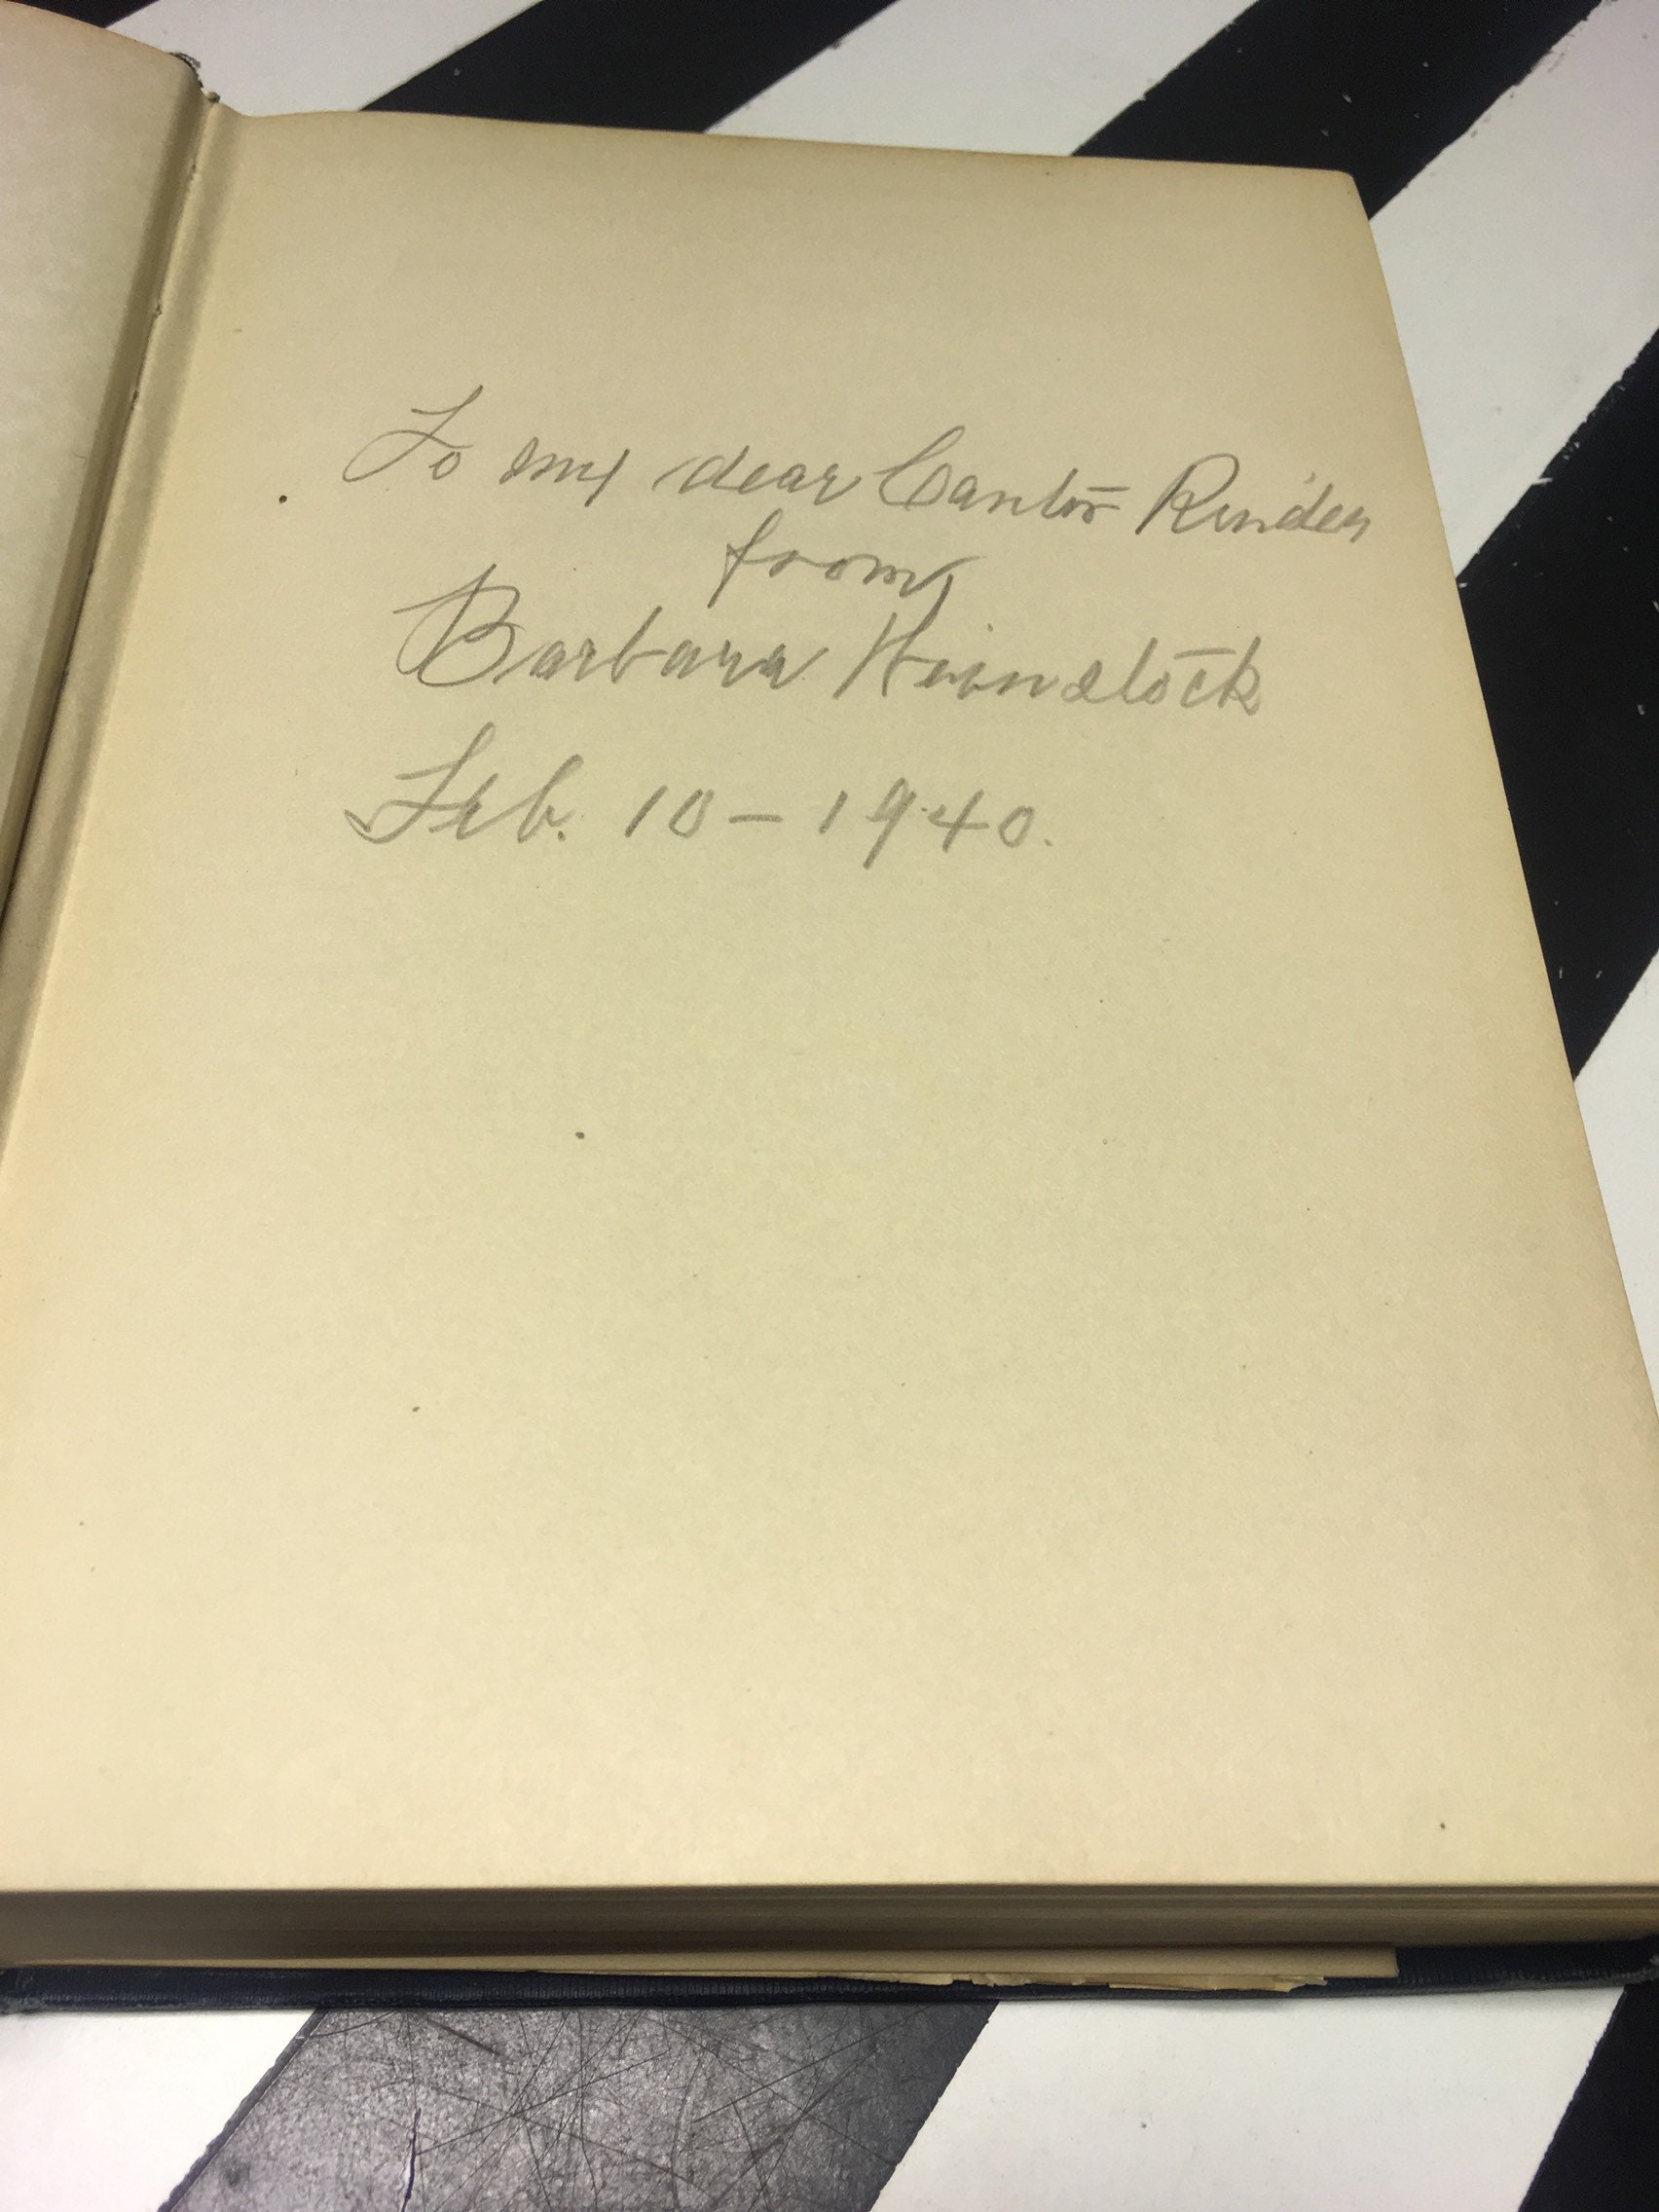 To my dear Cantor Rinder
from
Barbara
Feb. 10 - 1940.